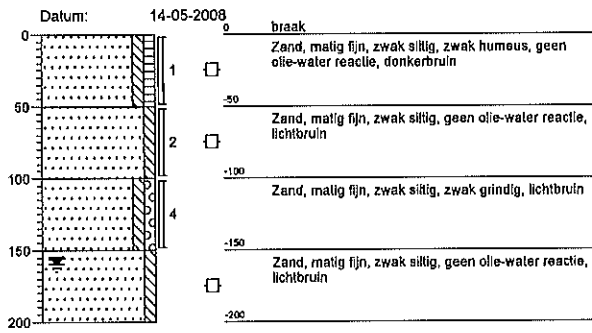 Datum: 14-05-2008
0 0 braak
Zand, matig fijn, zwak siltig, zwak humeus, geen
olie-water reactie, donkerbruin
1
50 -50
Zand, matig fijn, zwak siltig, geen olie-water reactie,
lichtbruin
2
100 -100
Zand, matig fijn, zwak siltig, zwak grindig, lichtbruin
4
150 -150
Zand, matig fijn, zwak siltig, geen olie-water reactie,
lichtbruin
200 -200